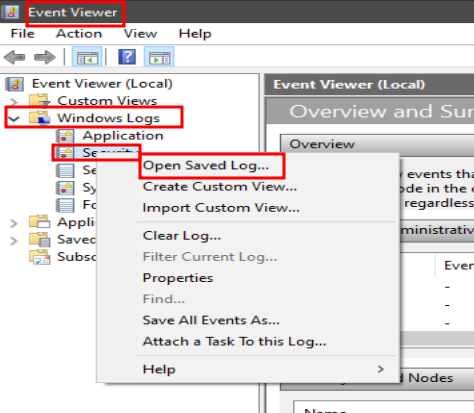 Event Viewer
File Action View Help
Event Viewer (Local)
Custom Views
Windows Logs
Application
Security
Open Saved Log...
Create Custom View...
Import Custom View...
Clear Log...
Filter Current Log...
Properties
Find...
Save All Events As...
Attach a Task To this Log...
Help
Se
Sy
Fo
Appli
Saved
Subsc
Event Viewer (Local)
Overview and Sur
Overview
events tha
ode in the
regardless
ministrativ
Even
-
-
-
d Nodes
Name